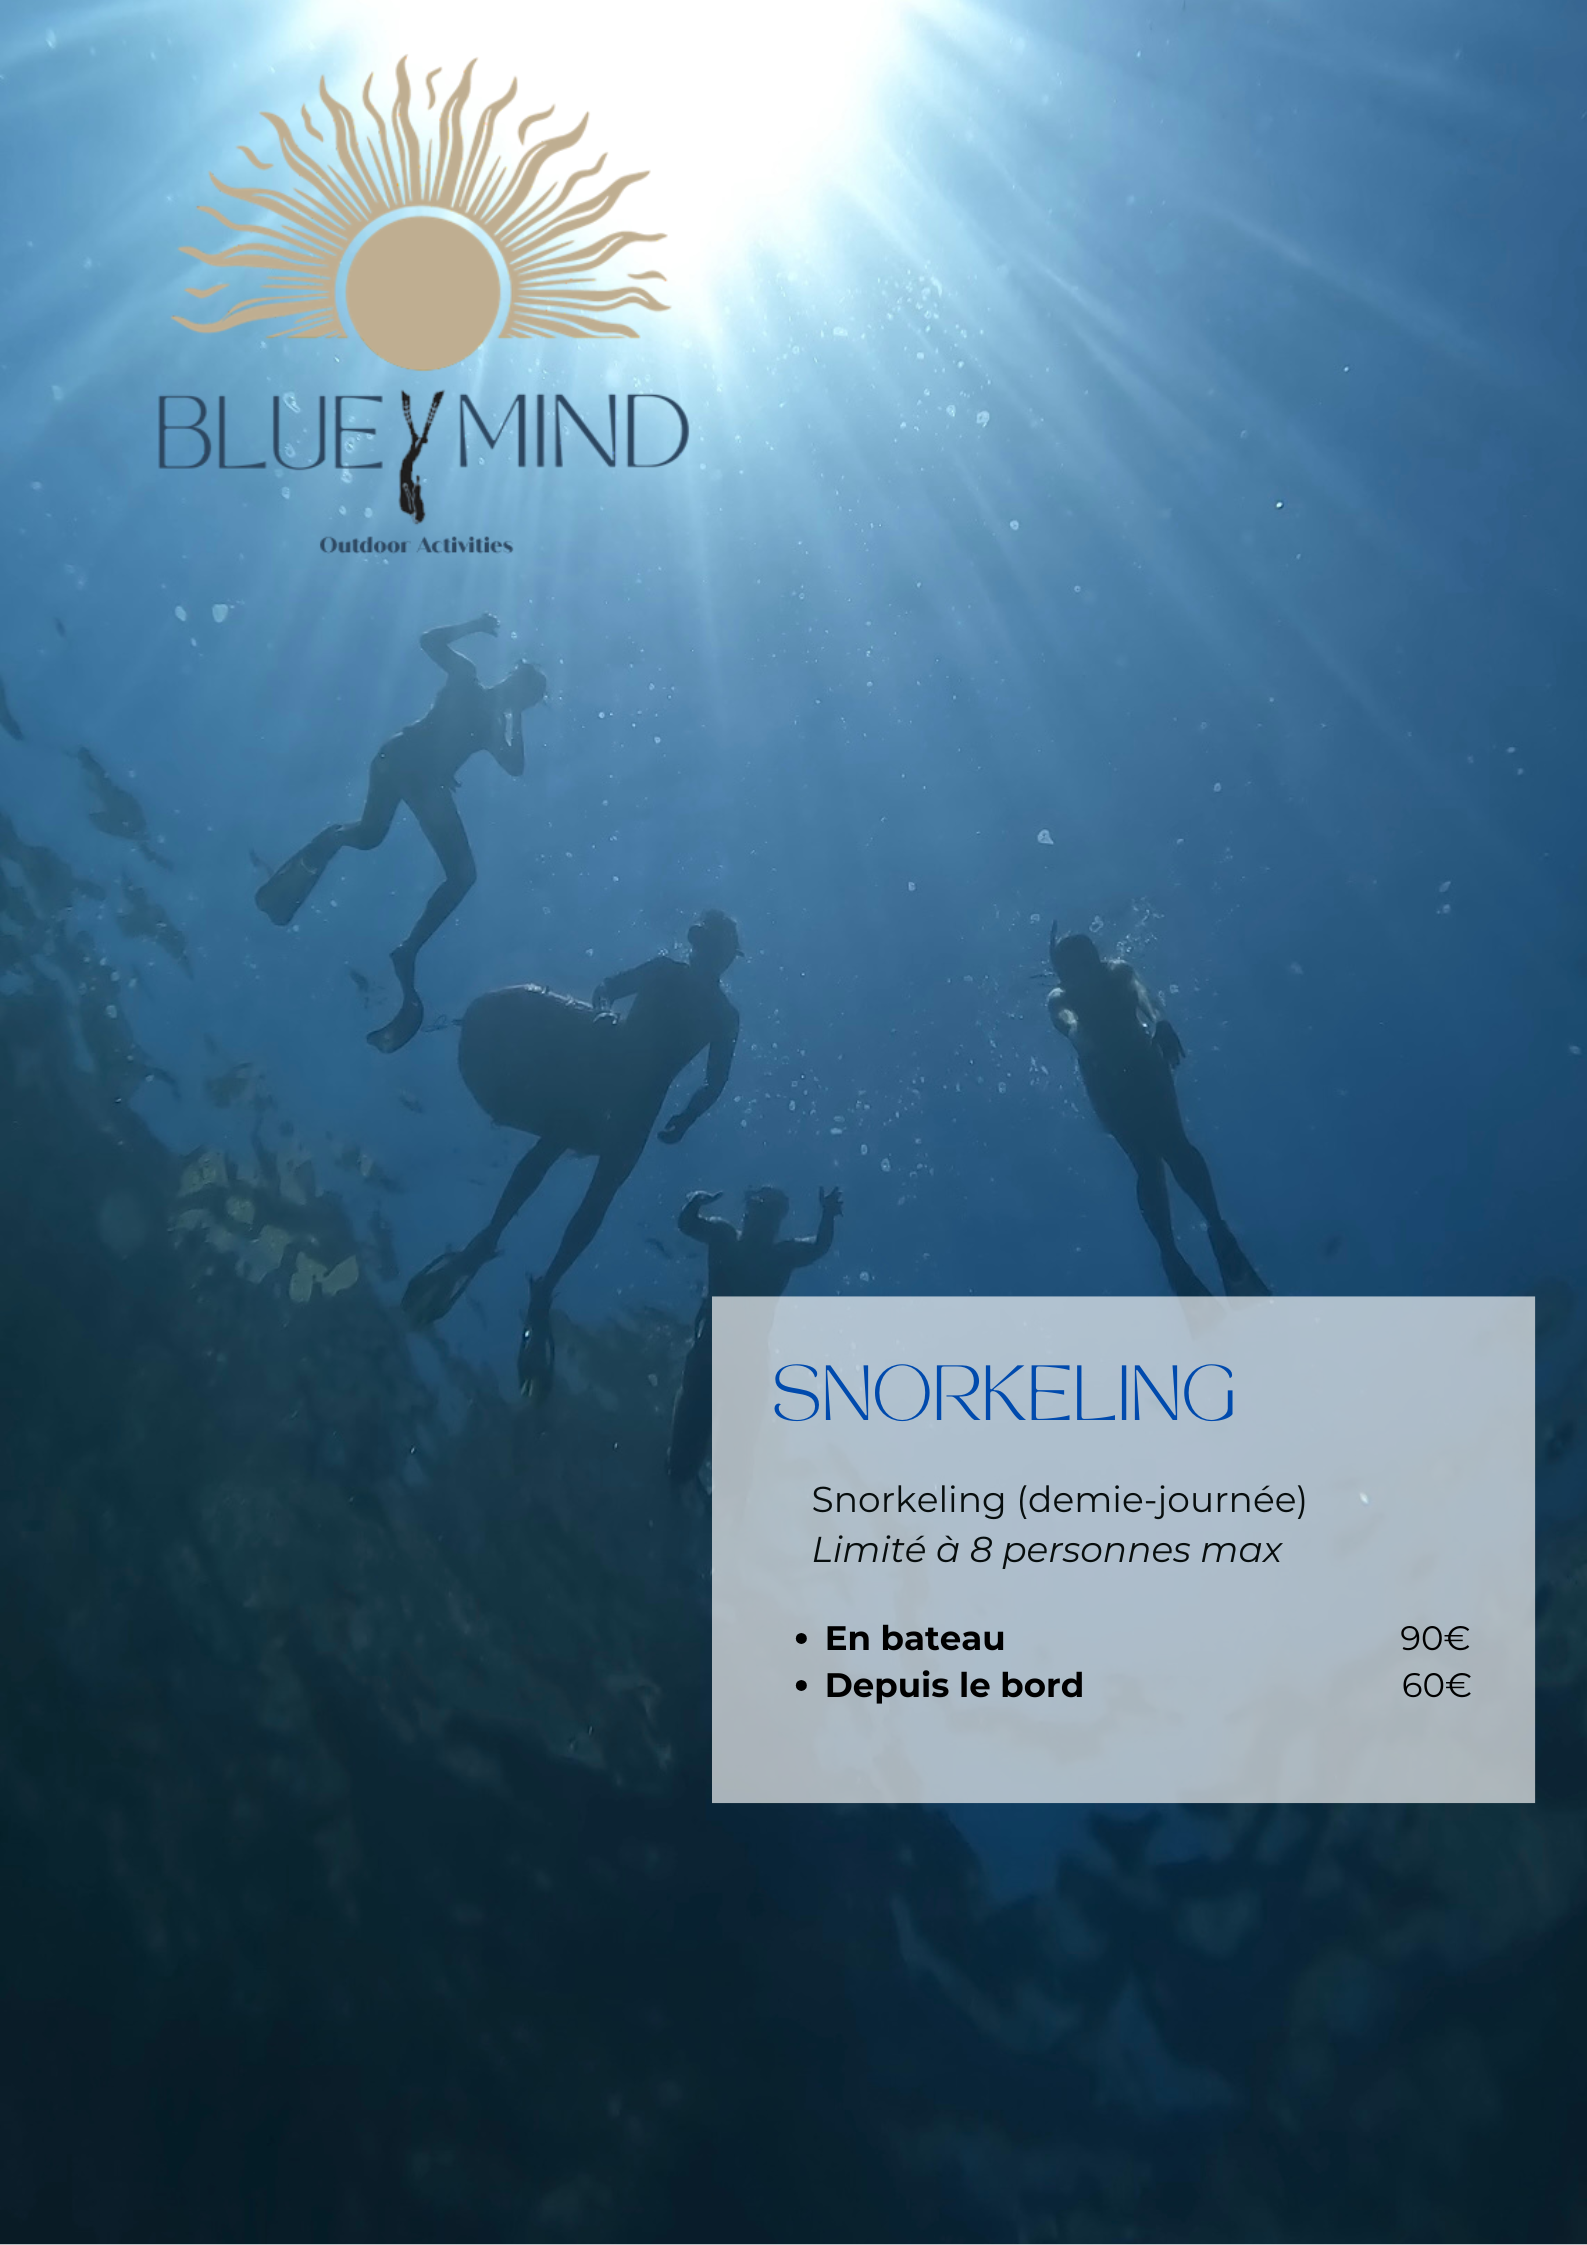 BLUE MIND
Outdoor Activities
SNORKELING
Snorkeling (demie-journée)
Limité à 8 personnes max
• En bateau 90€
• Depuis le bord 60€